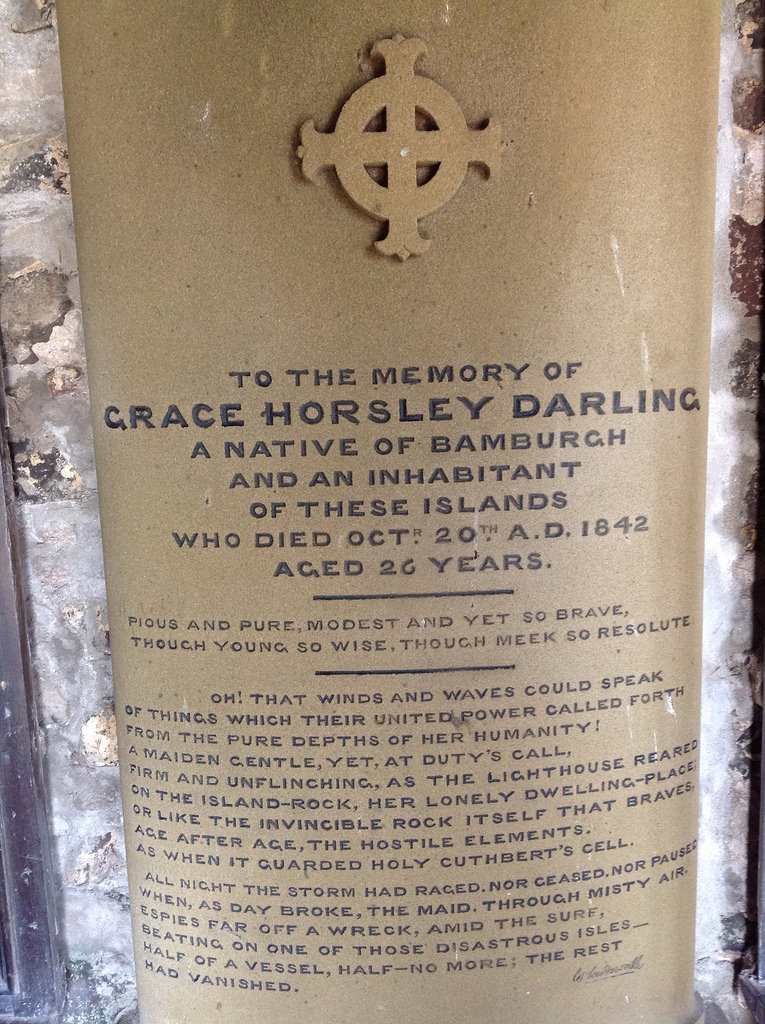 TO THE MEMORY OF
GRACE HORSLEY DARLING
A NATIVE OF BAMBURGH
AND AN INHABITANT
OF THESE ISLANDS
WHO DIED OCTR. 20TH. A.D. 1842
AGED 26 YEARS.
PIOUS AND PURE, MODEST AND YET SO BRAVE,
THOUGH YOUNG SO WISE, THOUGH MEEK SO RESOLUTE
OH! THAT WINDS AND WAVES COULD SPEAK
OF THINGS WHICH THEIR UNITED POWER CALLED FORTH
FROM THE PURE DEPTHS OF HER HUMANITY!
A MAIDEN GENTLE, YET, AT DUTY'S CALL,
FIRM AND UNFLINCHING, AS THE LIGHTHOUSE REARED
ON THE ISLAND-ROCK, HER LONELY DWELLING-PLACE;
OR LIKE THE INVINCIBLE ROCK ITSELF THAT BRAVES,
AGE AFTER AGE, THE HOSTILE ELEMENTS.
AS WHEN IT GUARDED HOLY CUTHBERT'S CELL.
ALL NIGHT THE STORM HAD RAGED. NOR CEASED. NOR PAUSED
WHEN, AS DAY BROKE, THE MAID. THROUGH MISTY AIR.
ESPIES FAR OFF A WRECK, AMID THE SURF,
BEATING ON ONE OF THOSE DISASTROUS ISLES—
HALF OF A VESSEL, HALF—NO MORE; THE REST
HAD VANISHED.